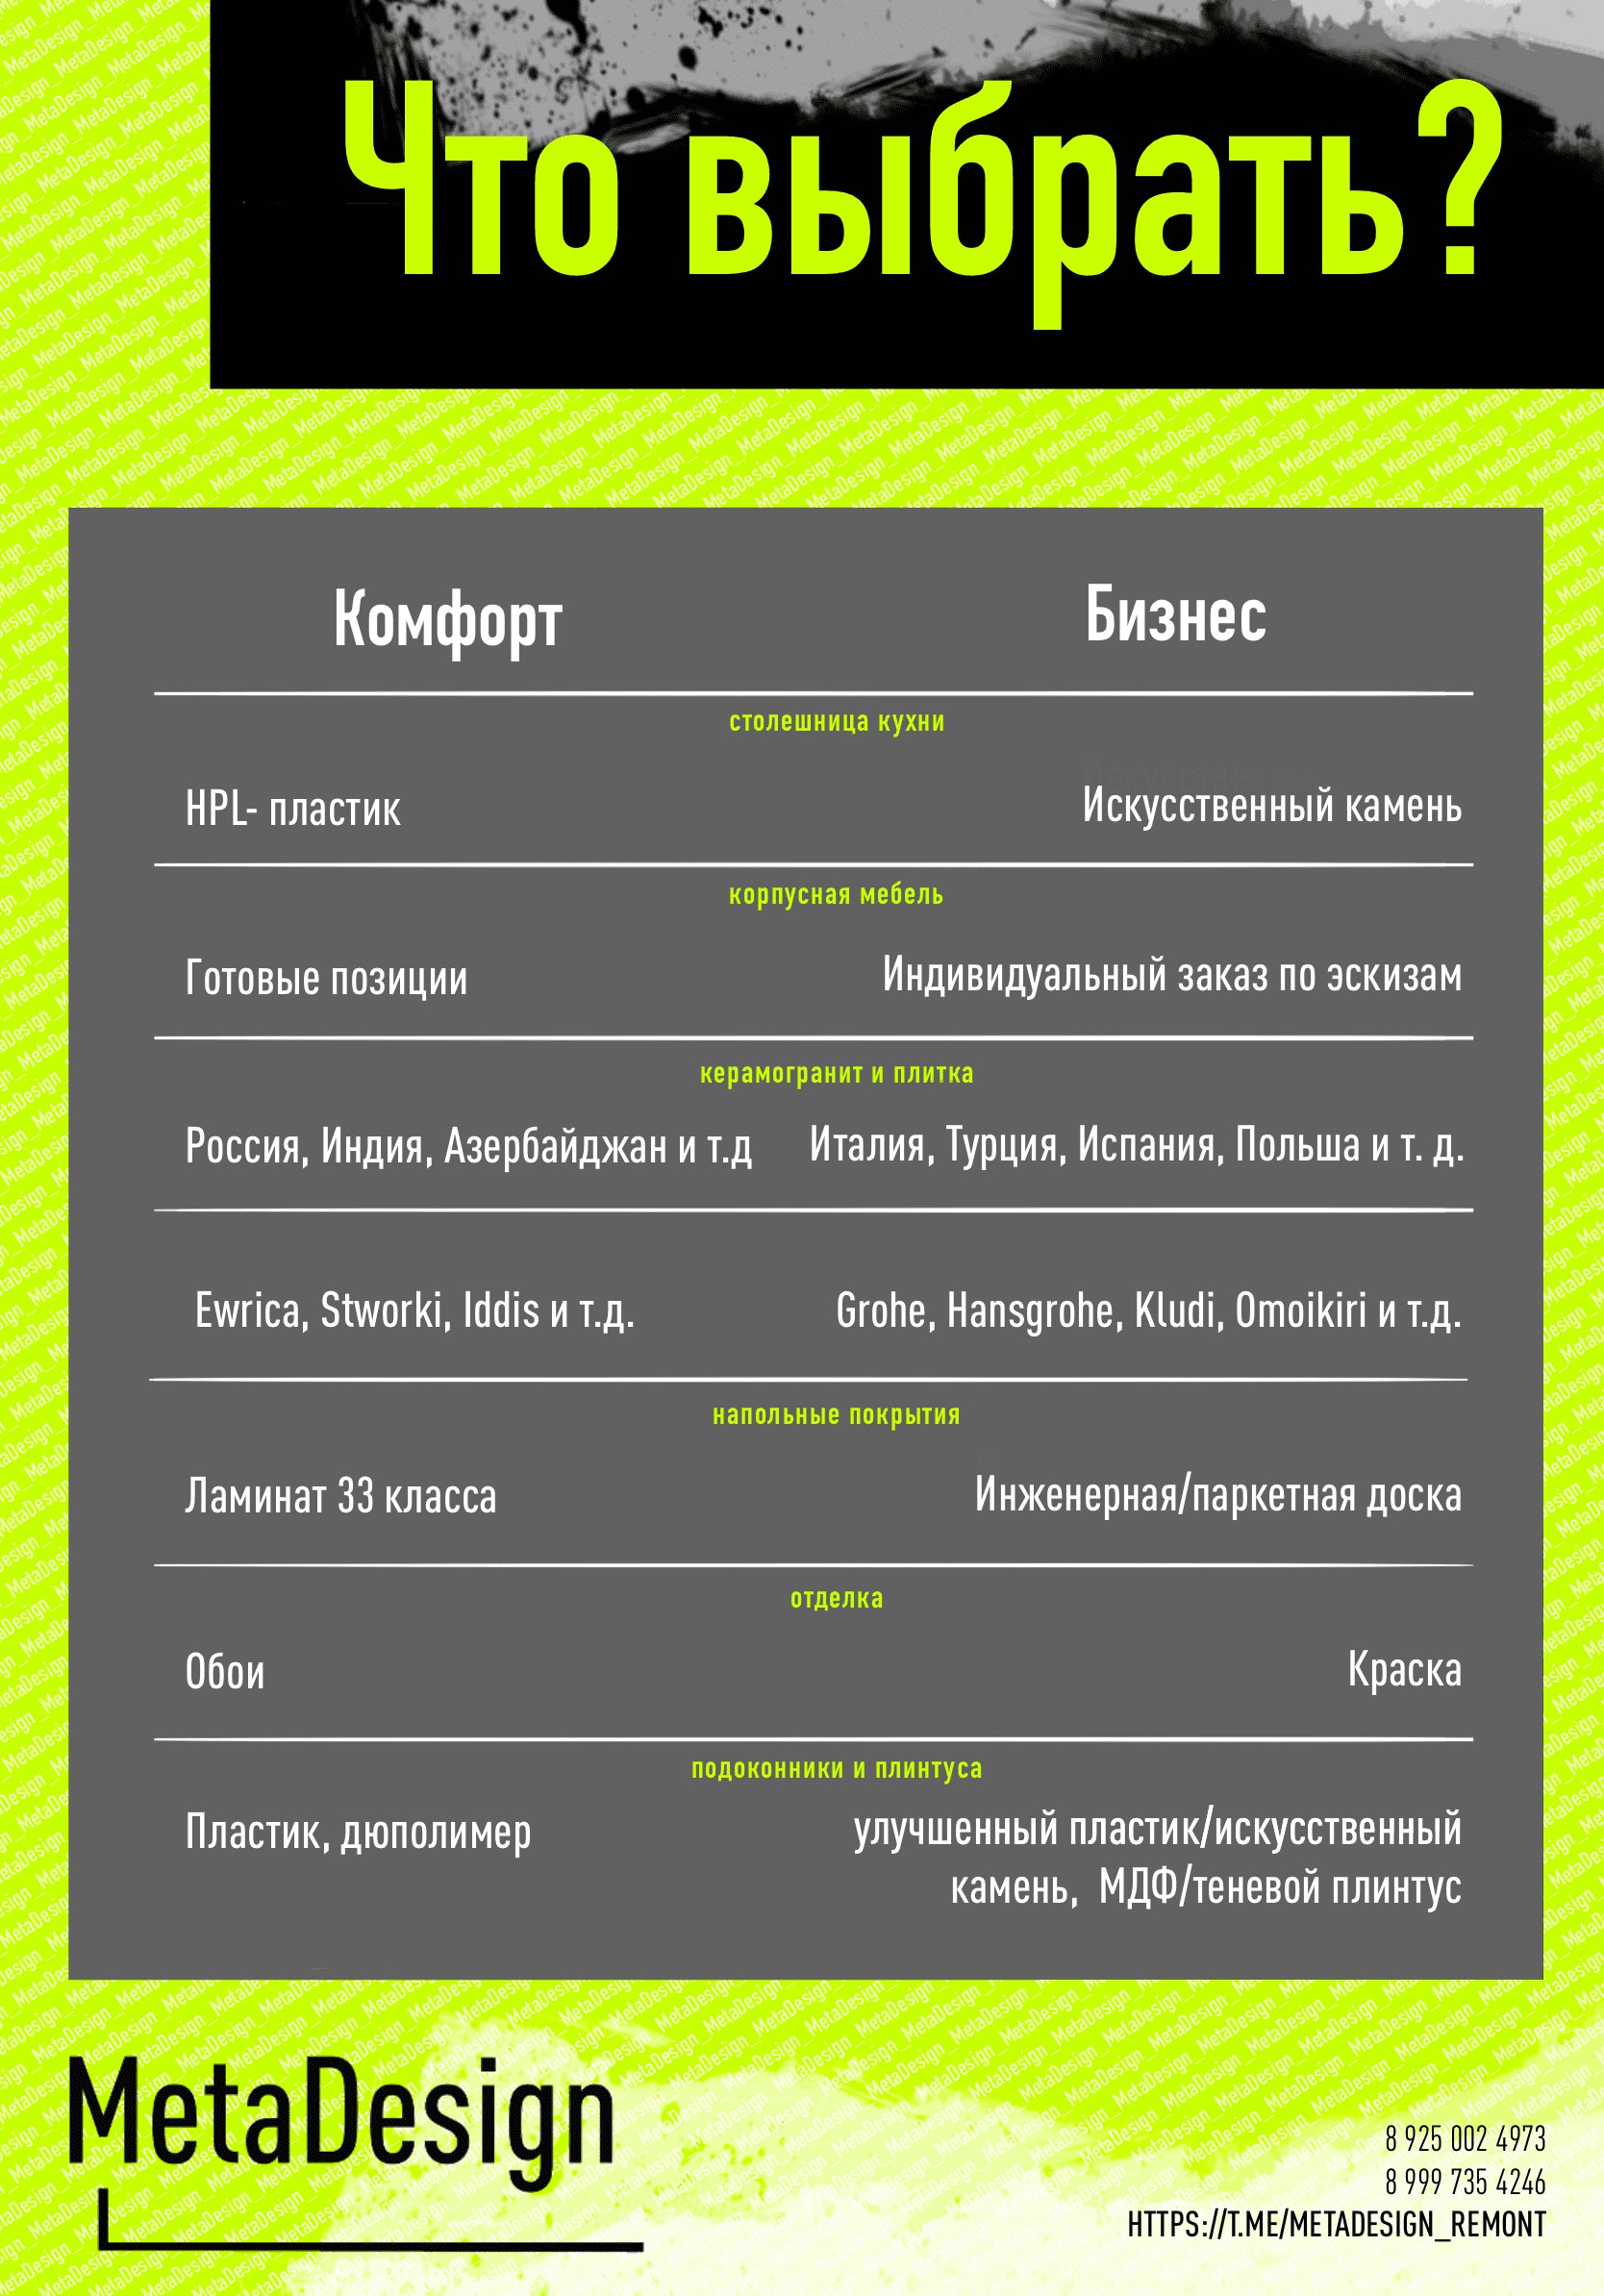 Что выбрать?
Комфорт Бизнес
столешница кухни
HPL- пластик Искусственный камень
корпусная мебель
Готовые позиции Индивидуальный заказ по эскизам
керамогранит и плитка
Россия, Индия, Азербайджан и т.д Италия, Турция, Испания, Польша и т. д.
Ewrica, Stworki, Iddis и т.д. Grohe, Hansgrohe, Kludi, Omoikiri и т.д.
напольные покрытия
Ламинат 33 класса Инженерная/паркетная доска
отделка
Обои Краска
подоконники и плинтуса
Пластик, дюполимер улучшенный пластик/искусственный
камень, МДФ/теневой плинтус
MetaDesign
8 925 002 4973
8 999 735 4246
HTTPS://T.ME/METADESIGN_REMONT